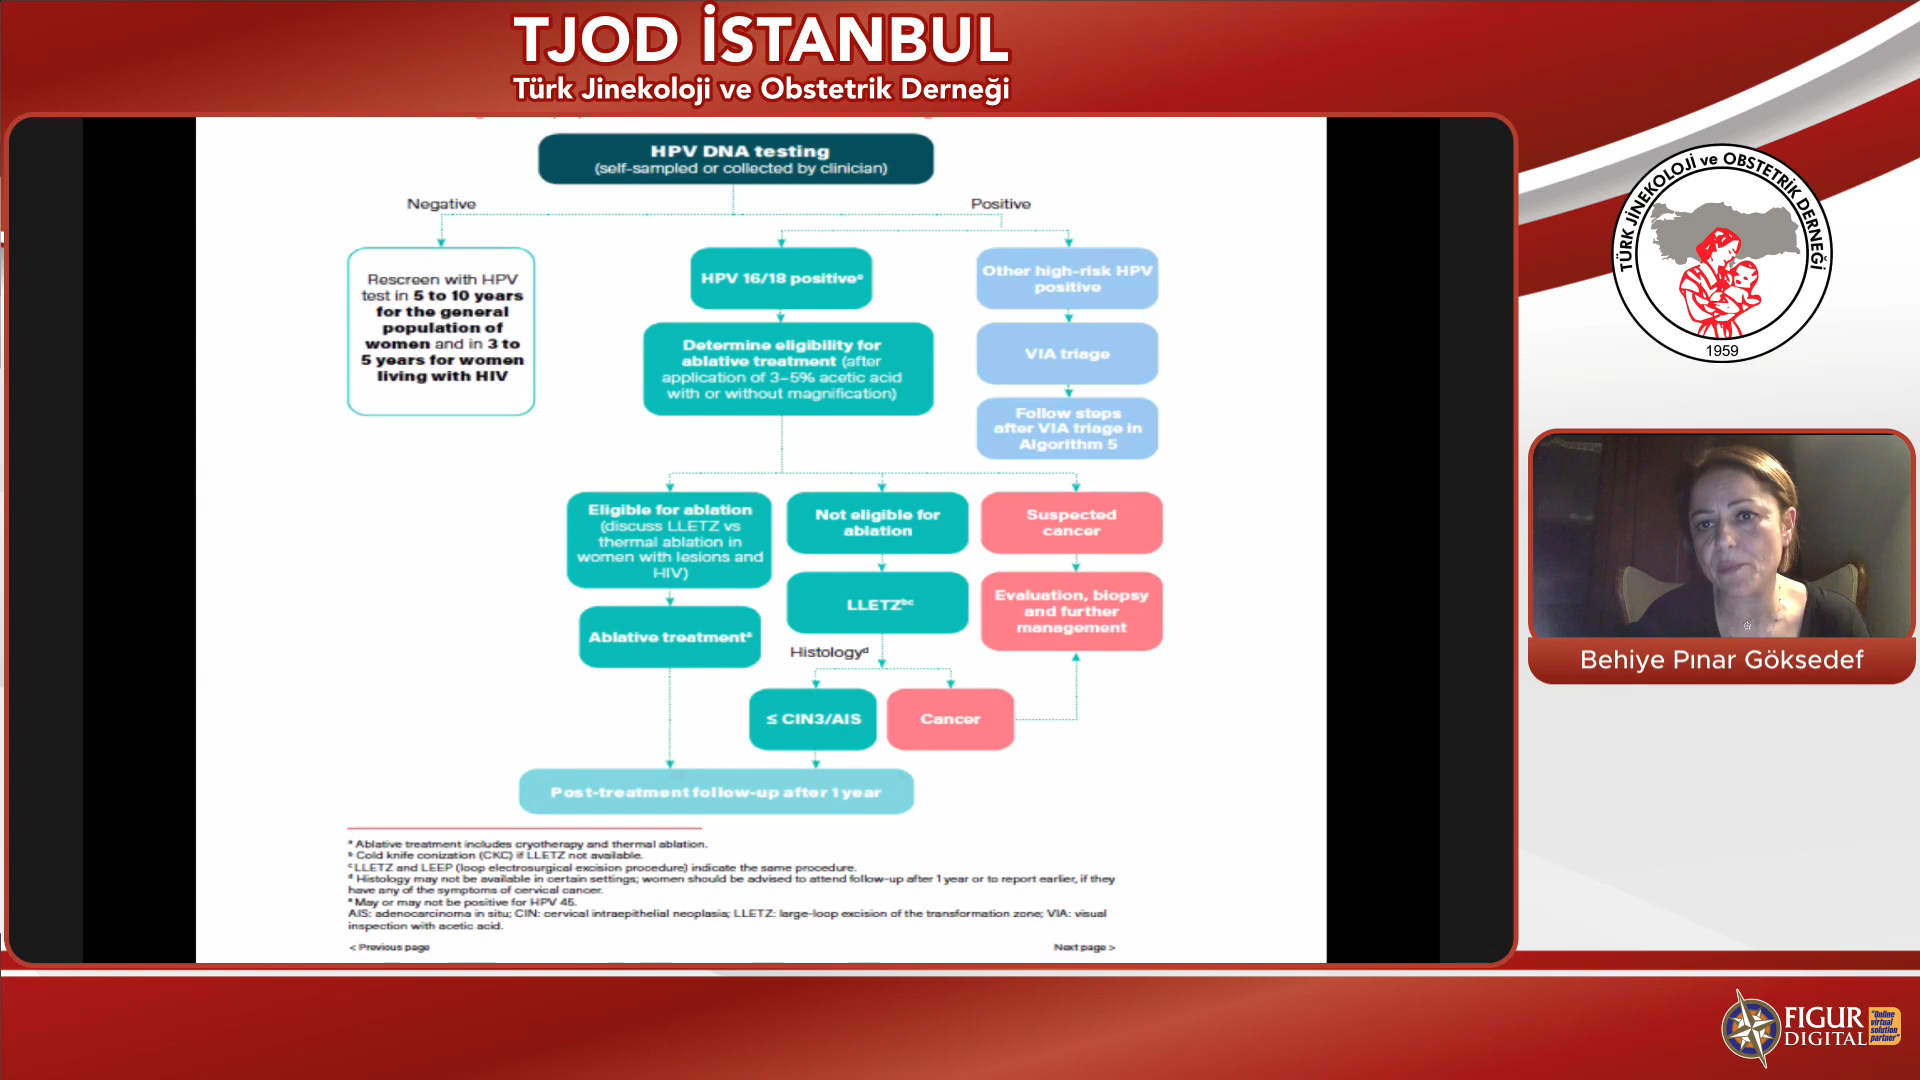 TJOD İSTANBUL
Türk Jinekoloji ve Obstetrik Derneği
HPV DNA testing
(self-sampled or collected by clinician)
Negative
Positive
Rescreen with HPV
test in 5 to 10 years
for the general
population of
women and in 3 to
5 years for women
living with HIV
HPV 16/18 positiveᵉ
Other high-risk HPV
positive
Determine eligibility for
ablative treatment (after
application of 3–5% acetic acid
with or without magnification)
VIA triage
Follow steps
after VIA triage in
Algorithm 5
Eligible for ablation
(discuss LLETZ vs
thermal ablation in
women with lesions and
HIV)
Not eligible for
ablation
Suspected
cancer
Ablative treatmentᵃ
LLETZᵇᶜ
Evaluation, biopsy
and further
management
Histologyᵈ
≤ CIN3/AIS
Cancer
Post-treatment follow-up after 1 year
ᵃ Ablative treatment includes cryotherapy and thermal ablation.
ᵇ Cold knife conization (CKC) if LLETZ not available.
ᶜ LLETZ and LEEP (loop electrosurgical excision procedure) indicate the same procedure.
ᵈ Histology may not be available in certain settings; women should be advised to attend follow-up after 1 year or to report earlier, if they
have any of the symptoms of cervical cancer.
ᵉ May or may not be positive for HPV 45.
AIS: adenocarcinoma in situ; CIN: cervical intraepithelial neoplasia; LLETZ: large-loop excision of the transformation zone; VIA: visual
inspection with acetic acid.
< Previous page
Next page >
TÜRK JİNEKOLOJİ ve OBSTETRİK DERNEĞİ
1959
Behiye Pınar Göksedef
FIGUR
DIGITAL
"Online
virtual
solution
partner"